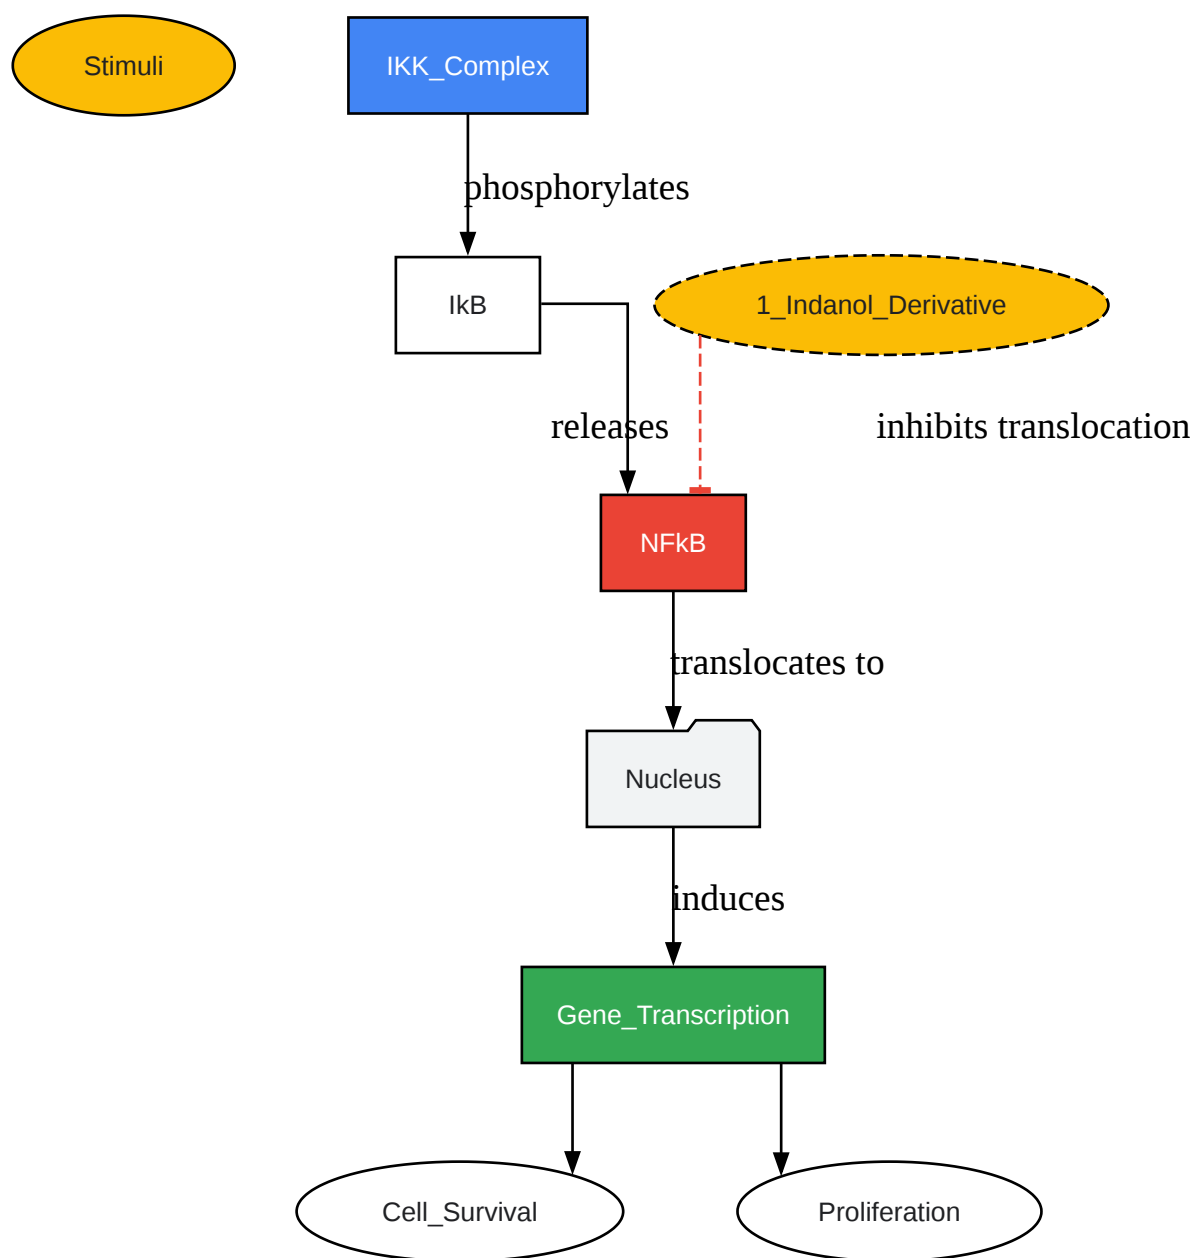 Stimuli
IKK_Complex
phosphorylates
IkB
1_Indanol_Derivative
releases
inhibits translocation
NFkB
translocates to
Nucleus
induces
Gene_Transcription
Cell_Survival
Proliferation